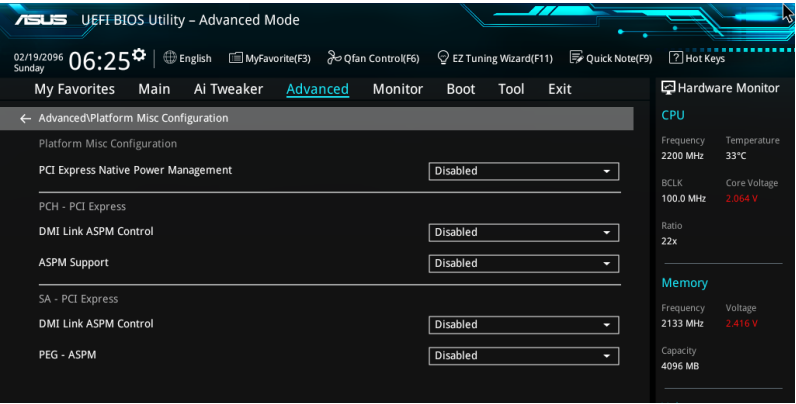 ASUS UEFI BIOS Utility – Advanced Mode
02/19/2096
Sunday
06:25
English
MyFavorite(F3)
Qfan Control(F6)
EZ Tuning Wizard(F11)
Quick Note(F9)
? Hot Keys
My Favorites Main Ai Tweaker Advanced Monitor Boot Tool Exit
← Advanced\Platform Misc Configuration
Platform Misc Configuration
PCI Express Native Power Management Disabled
PCH - PCI Express
DMI Link ASPM Control Disabled
ASPM Support Disabled
SA - PCI Express
DMI Link ASPM Control Disabled
PEG - ASPM Disabled
Hardware Monitor
CPU
Frequency Temperature
2200 MHz 33°C
BCLK Core Voltage
100.0 MHz 2.064 V
Ratio
22x
Memory
Frequency Voltage
2133 MHz 2.416 V
Capacity
4096 MB